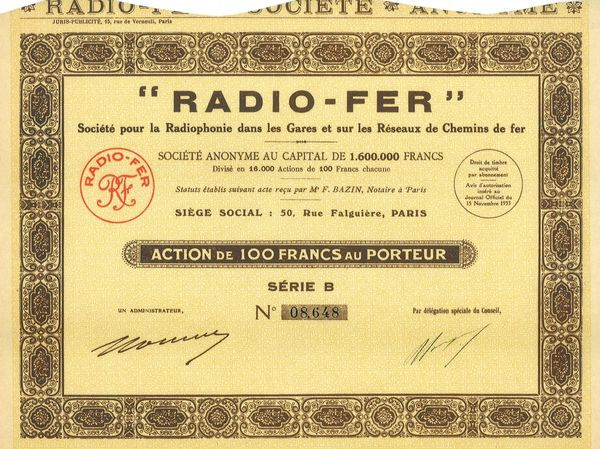 RADIO-FER SOCIÉTÉ ANONYME
JURIS-PUBLICITÉ, 15, rue de Verneuil, Paris
" RADIO-FER "
Société pour la Radiophonie dans les Gares et sur les Réseaux de Chemins de fer
SOCIÉTÉ ANONYME AU CAPITAL DE 1.600.000 FRANCS
Divisé en 16.000 Actions de 100 Francs chacune
Statuts établis suivant acte reçu par Me F. BAZIN, Notaire à Paris
SIÈGE SOCIAL : 50, Rue Falguière, PARIS
RADIO-FER
RF
Droit de timbre
acquitté
par abonnement
Avis d'autorisation
inséré au
Journal Officiel du
15 Novembre 1933
ACTION DE 100 FRANCS AU PORTEUR
SÉRIE B
No 08,648
UN ADMINISTRATEUR,
Par délégation spéciale du Conseil,